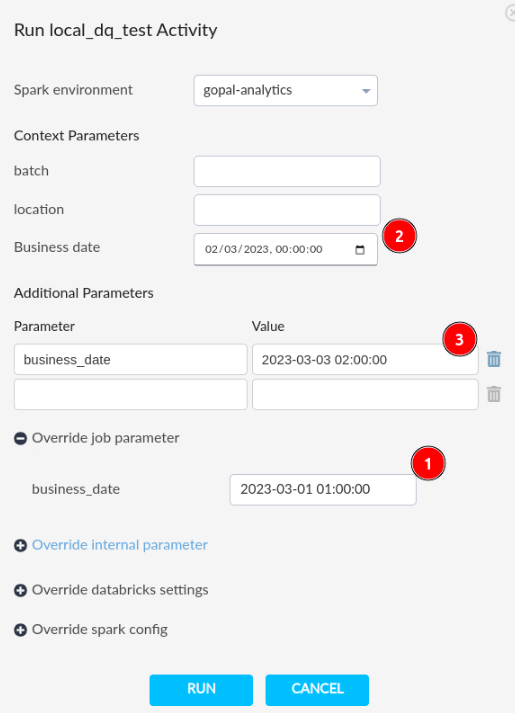 Run local_dq_test Activity
Spark environment gopal-analytics
Context Parameters
batch
location
Business date 02/03/2023, 00:00:00 2
Additional Parameters
Parameter Value
3
business_date 2023-03-03 02:00:00
Override job parameter
1
business_date 2023-03-01 01:00:00
Override internal parameter
Override databricks settings
Override spark config
RUN CANCEL